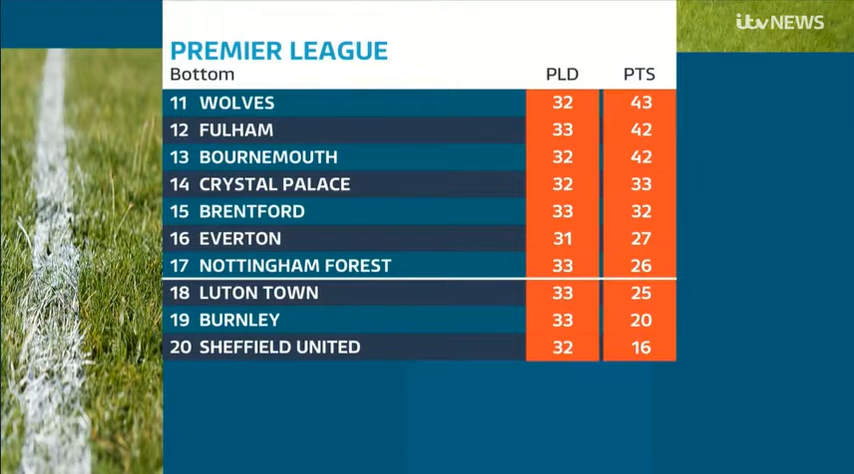 itv NEWS
PREMIER LEAGUE
Bottom PLD PTS
11 WOLVES 32 43
12 FULHAM 33 42
13 BOURNEMOUTH 32 42
14 CRYSTAL PALACE 32 33
15 BRENTFORD 33 32
16 EVERTON 31 27
17 NOTTINGHAM FOREST 33 26
18 LUTON TOWN 33 25
19 BURNLEY 33 20
20 SHEFFIELD UNITED 32 16